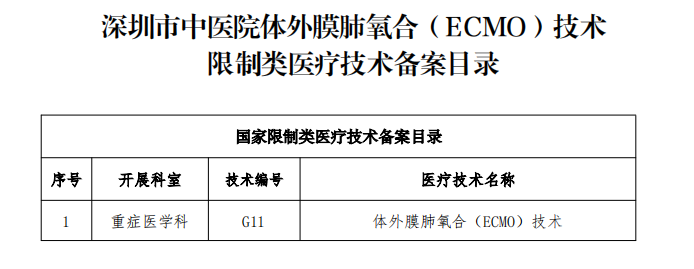 深圳市中医院体外膜肺氧合（ECMO）技术
限制类医疗技术备案目录
国家限制类医疗技术备案目录
序号 开展科室 技术编号 医疗技术名称
1 重症医学科 G11 体外膜肺氧合（ECMO）技术